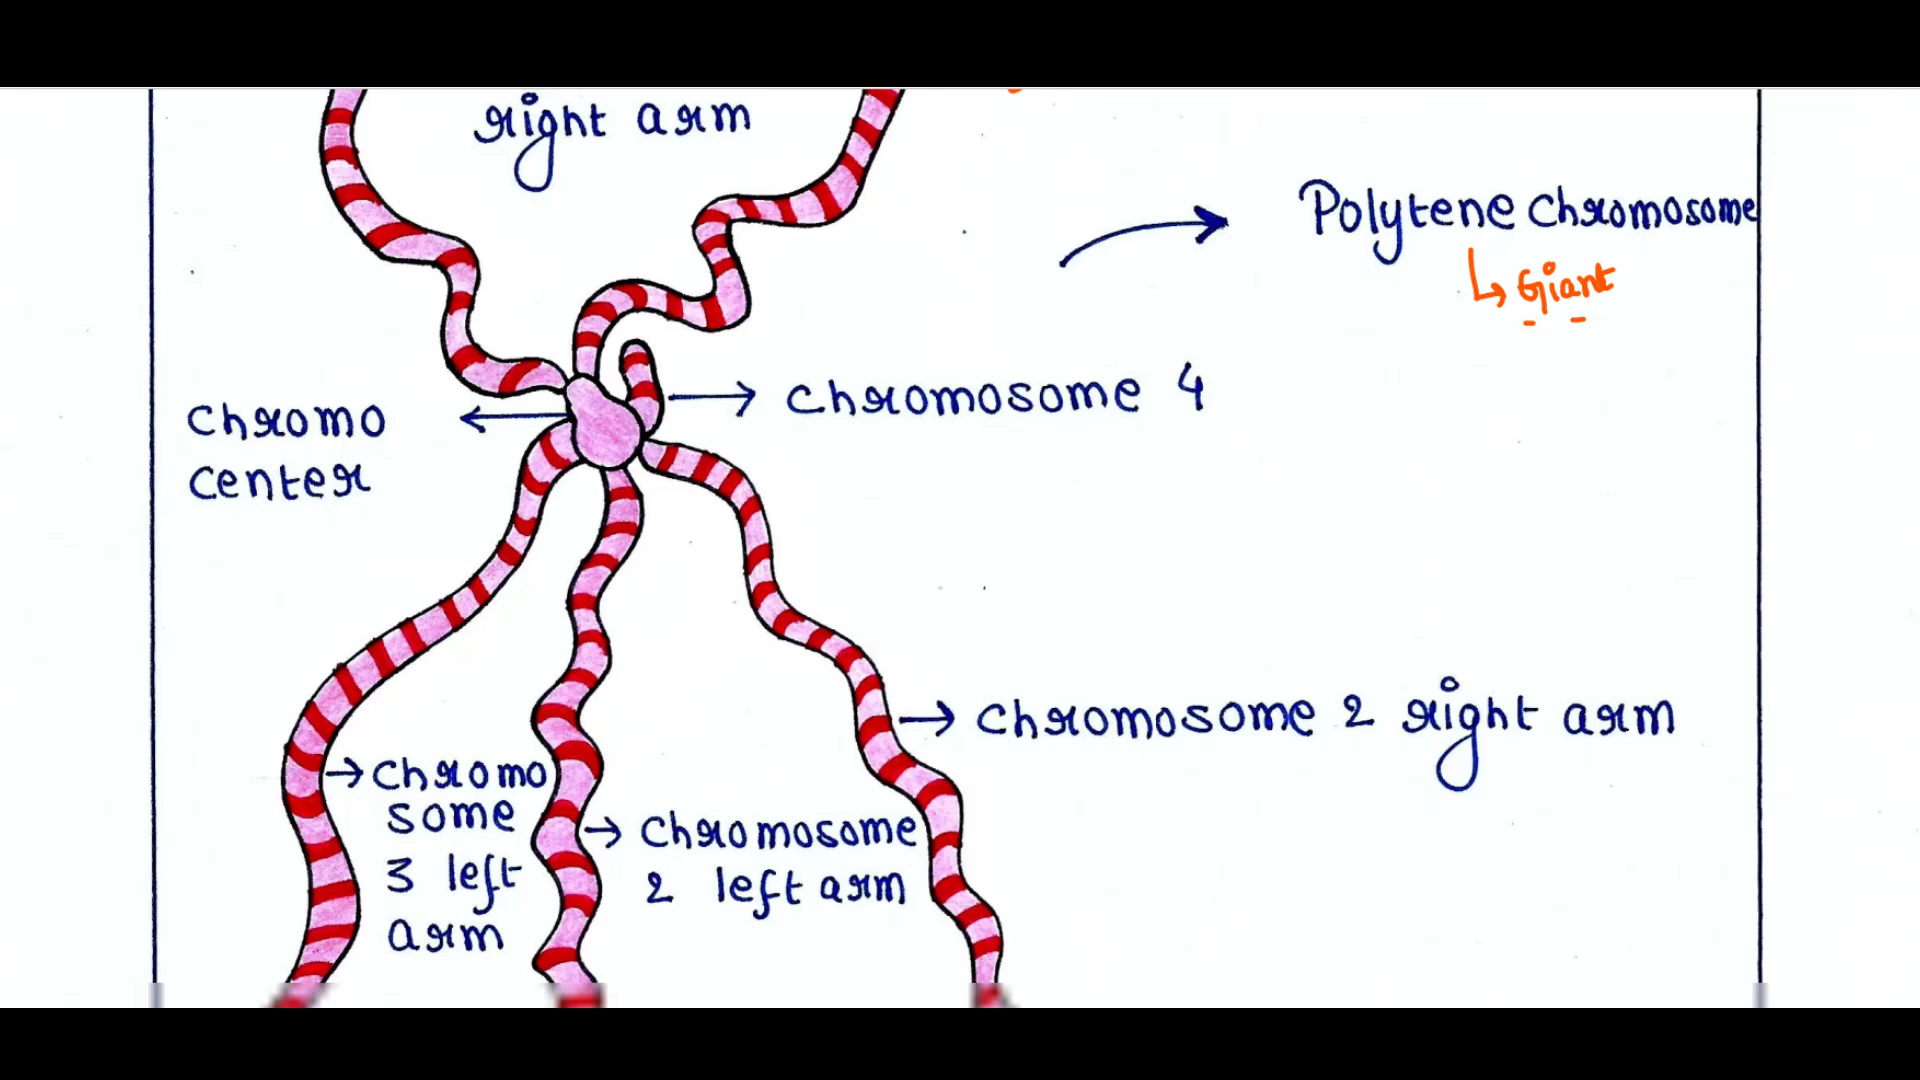 right arm
Polytene Chromosome
↳ Giant
Chromo
center
chromosome 4
Chromosome 2 right arm
Chromo
some
3 left
arm
Chromosome
2 left arm